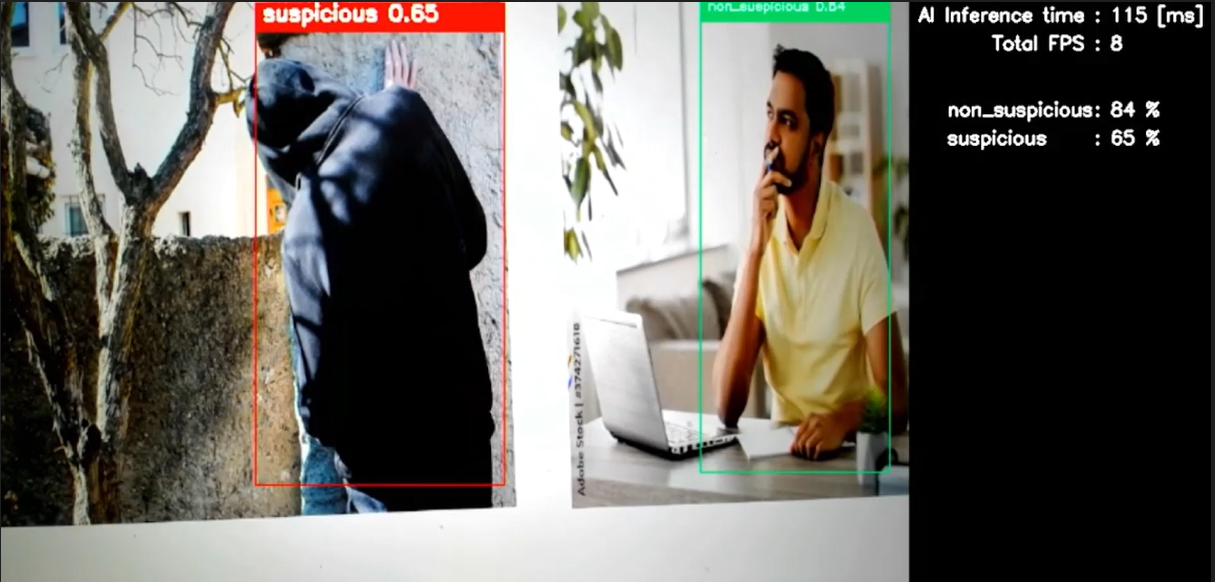 suspicious 0.65
non_suspicious 0.84
AI Inference time : 115 [ms]
Total FPS : 8
non_suspicious: 84 %
suspicious : 65 %
Adobe Stock | #374271618